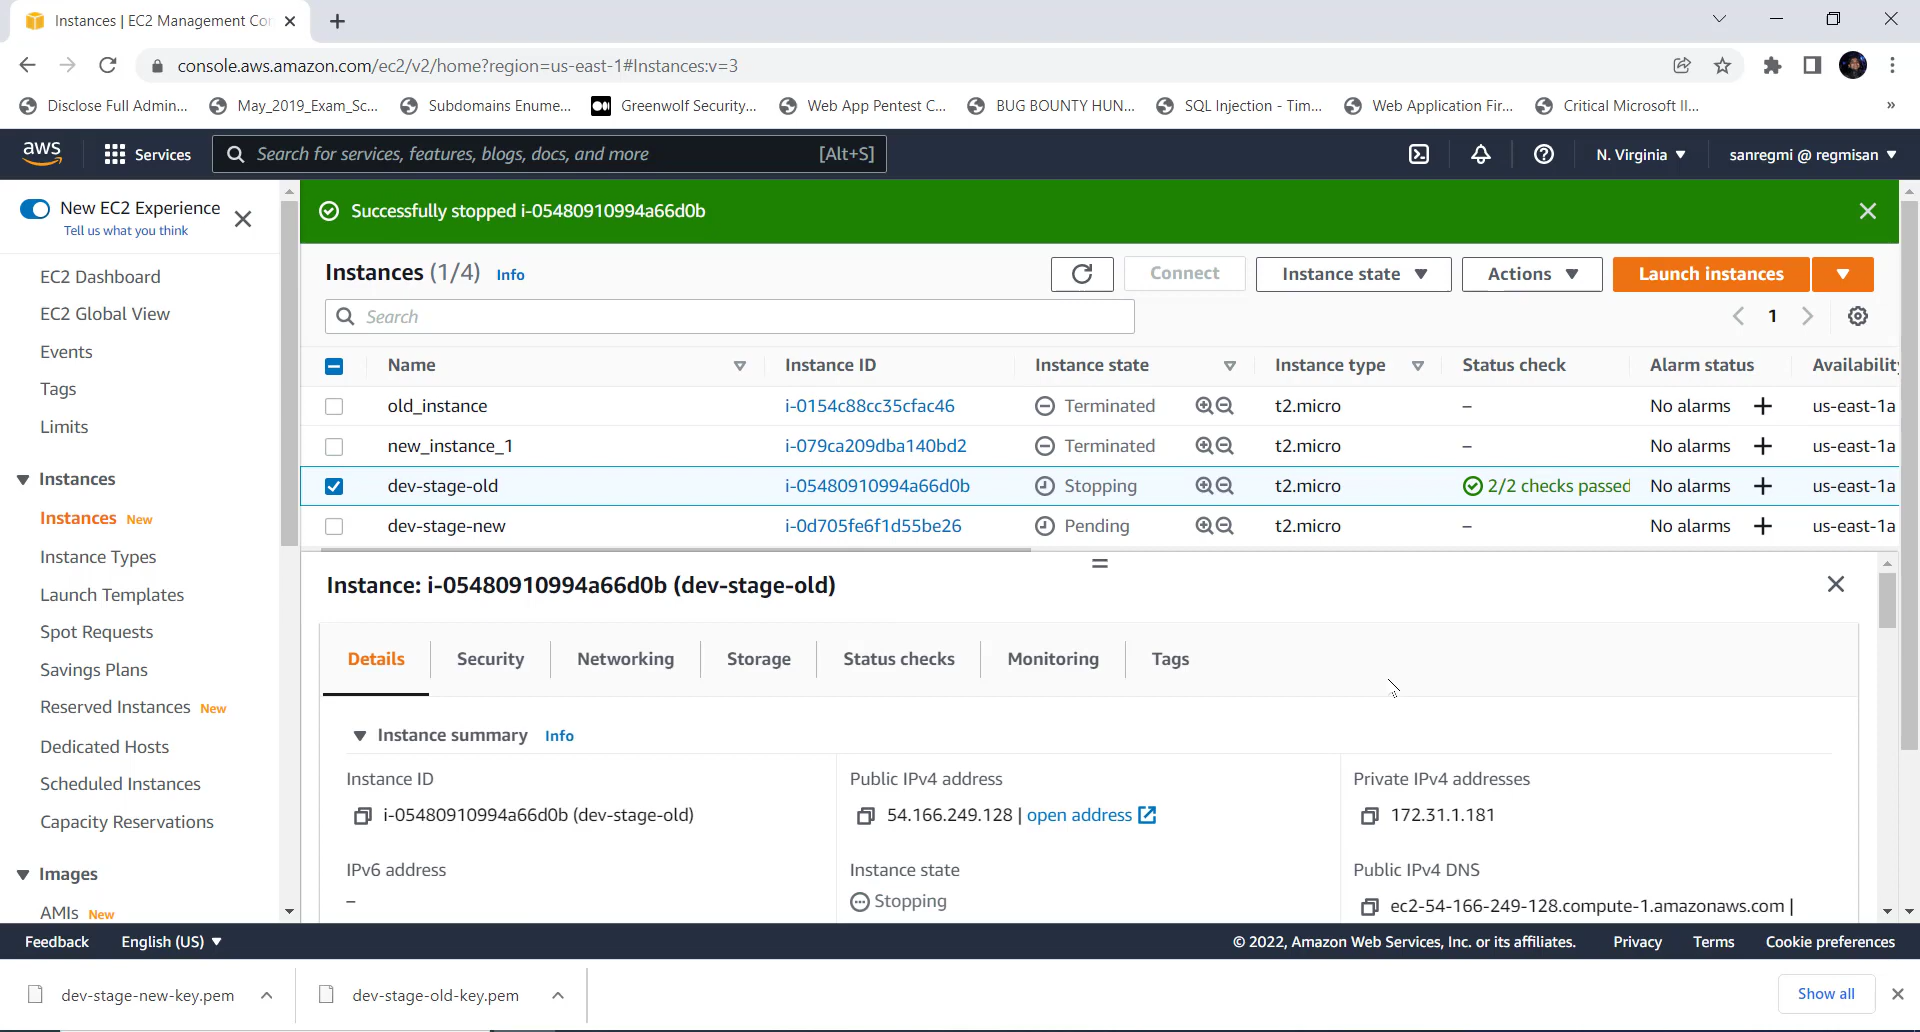 Instances | EC2 Management Con
console.aws.amazon.com/ec2/v2/home?region=us-east-1#Instances:v=3
Disclose Full Admin... May_2019_Exam_Sc... Subdomains Enume... Greenwolf Security... Web App Pentest C... BUG BOUNTY HUN... SQL Injection - Tim... Web Application Fir... Critical Microsoft II... »
aws Services Search for services, features, blogs, docs, and more [Alt+S] N. Virginia sanregmi @ regmisan
New EC2 Experience
Tell us what you think
EC2 Dashboard
EC2 Global View
Events
Tags
Limits
Instances
Instances New
Instance Types
Launch Templates
Spot Requests
Savings Plans
Reserved Instances New
Dedicated Hosts
Scheduled Instances
Capacity Reservations
Images
AMIs New
Successfully stopped i-05480910994a66d0b
Instances (1/4) Info Connect Instance state Actions Launch instances
Search 1
Name Instance ID Instance state Instance type Status check Alarm status Availability
old_instance i-0154c88cc35cfac46 Terminated t2.micro – No alarms + us-east-1a
new_instance_1 i-079ca209dba140bd2 Terminated t2.micro – No alarms + us-east-1a
dev-stage-old i-05480910994a66d0b Stopping t2.micro 2/2 checks passed No alarms + us-east-1a
dev-stage-new i-0d705fe6f1d55be26 Pending t2.micro – No alarms + us-east-1a
Instance: i-05480910994a66d0b (dev-stage-old)
Details Security Networking Storage Status checks Monitoring Tags
Instance summary Info
Instance ID Public IPv4 address Private IPv4 addresses
i-05480910994a66d0b (dev-stage-old) 54.166.249.128 | open address 172.31.1.181
IPv6 address Instance state Public IPv4 DNS
– Stopping ec2-54-166-249-128.compute-1.amazonaws.com |
Feedback English (US) © 2022, Amazon Web Services, Inc. or its affiliates. Privacy Terms Cookie preferences
dev-stage-new-key.pem dev-stage-old-key.pem Show all